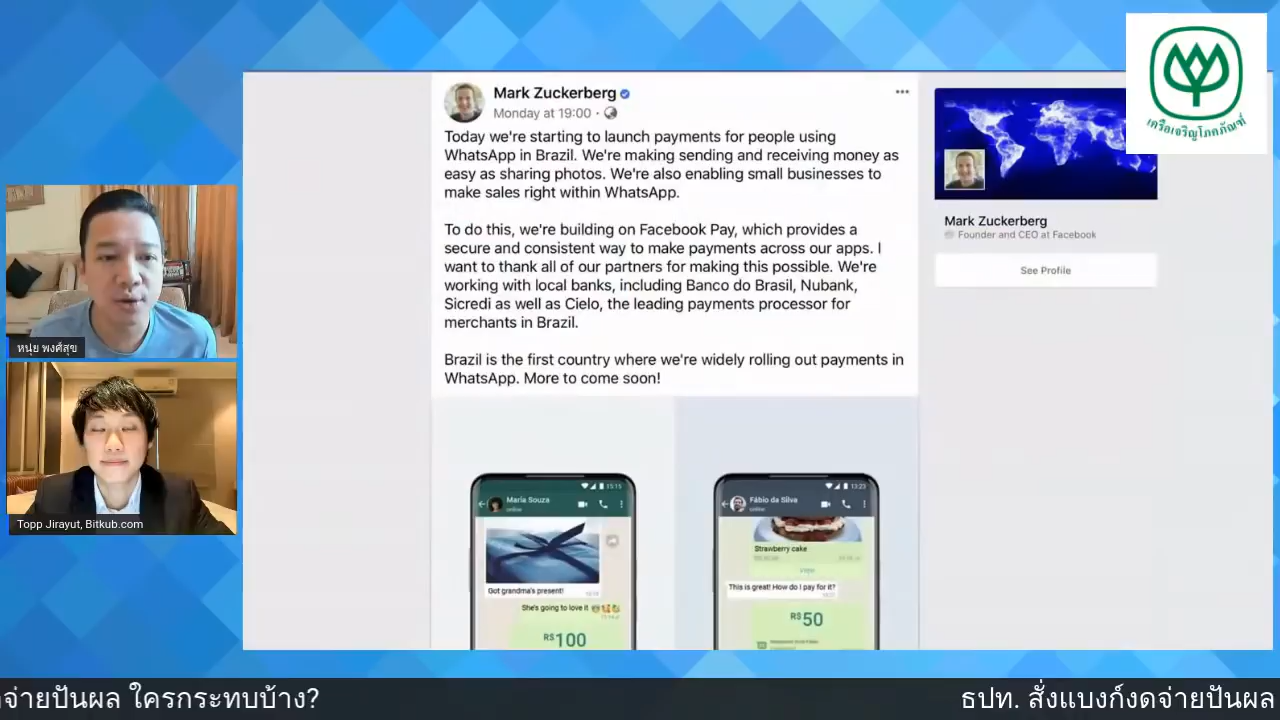 Mark Zuckerberg
Monday at 19:00 ·
Today we're starting to launch payments for people using
WhatsApp in Brazil. We're making sending and receiving money as
easy as sharing photos. We're also enabling small businesses to
make sales right within WhatsApp.
To do this, we're building on Facebook Pay, which provides a
secure and consistent way to make payments across our apps. I
want to thank all of our partners for making this possible. We're
working with local banks, including Banco do Brasil, Nubank,
Sicredi as well as Cielo, the leading payments processor for
merchants in Brazil.
Brazil is the first country where we're widely rolling out payments in
WhatsApp. More to come soon!
15:15
Maria Souza
online
Got grandma's present!
She's going to love it
R$100
13:23
Fábio da Silva
online
Strawberry cake
View
This is great! How do I pay for it?
R$50
เครือเจริญโภคภัณฑ์
Mark Zuckerberg
Founder and CEO at Facebook
See Profile
หนุ่ย พงศ์สุข
Topp Jirayut, Bitkub.com
จ่ายปันผล ใครกระทบบ้าง?
ธปท. สั่งแบงก์งดจ่ายปันผล